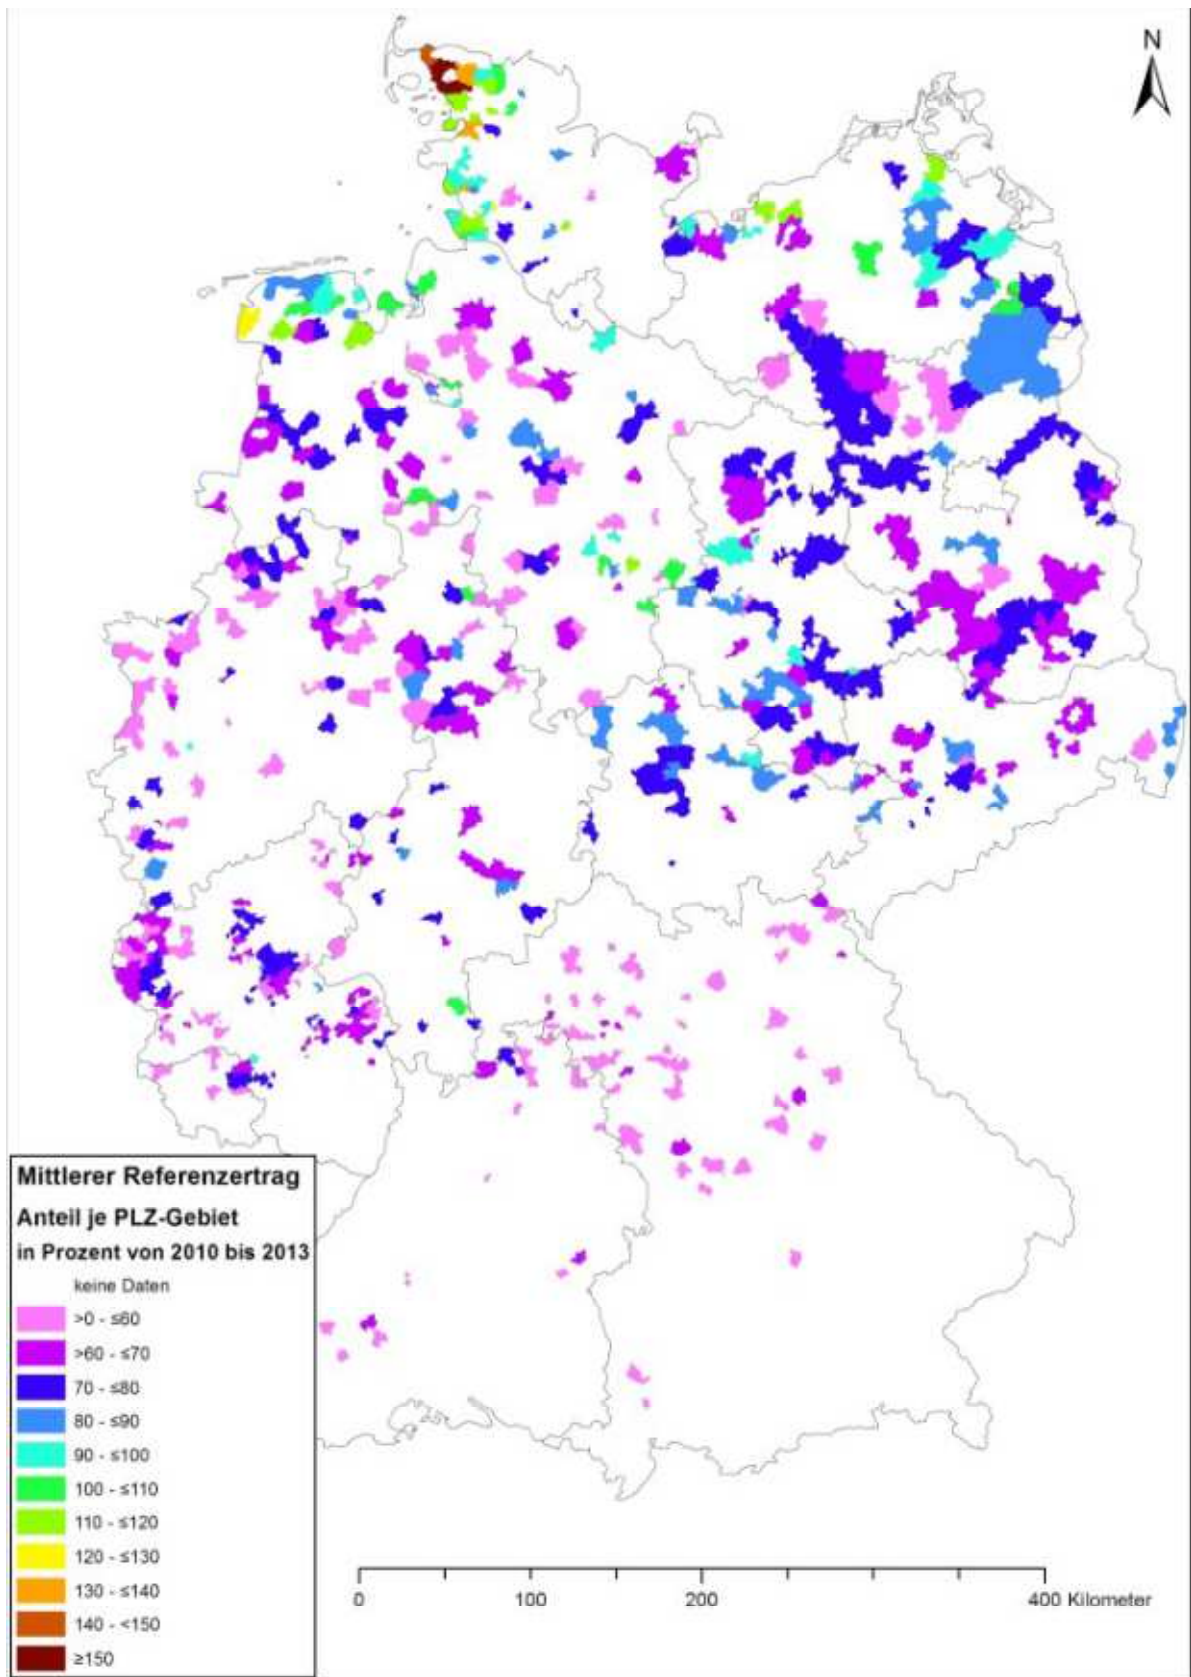 N
Mittlerer Referenzertrag
Anteil je PLZ-Gebiet
in Prozent von 2010 bis 2013
keine Daten
>0 - ≤60
>60 - ≤70
70 - ≤80
80 - ≤90
90 - ≤100
100 - ≤110
110 - ≤120
120 - ≤130
130 - ≤140
140 - <150
≥150
0 100 200 400 Kilometer